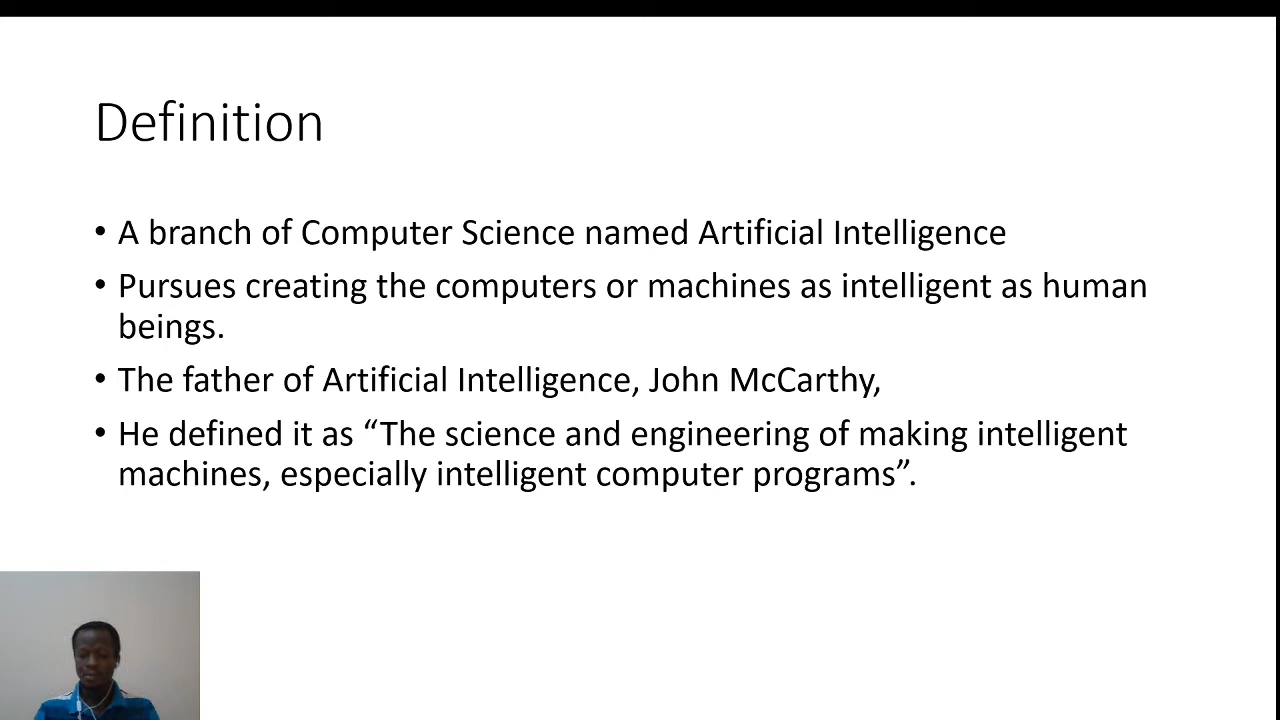 Definition
• A branch of Computer Science named Artificial Intelligence
• Pursues creating the computers or machines as intelligent as human
beings.
• The father of Artificial Intelligence, John McCarthy,
• He defined it as “The science and engineering of making intelligent
machines, especially intelligent computer programs”.